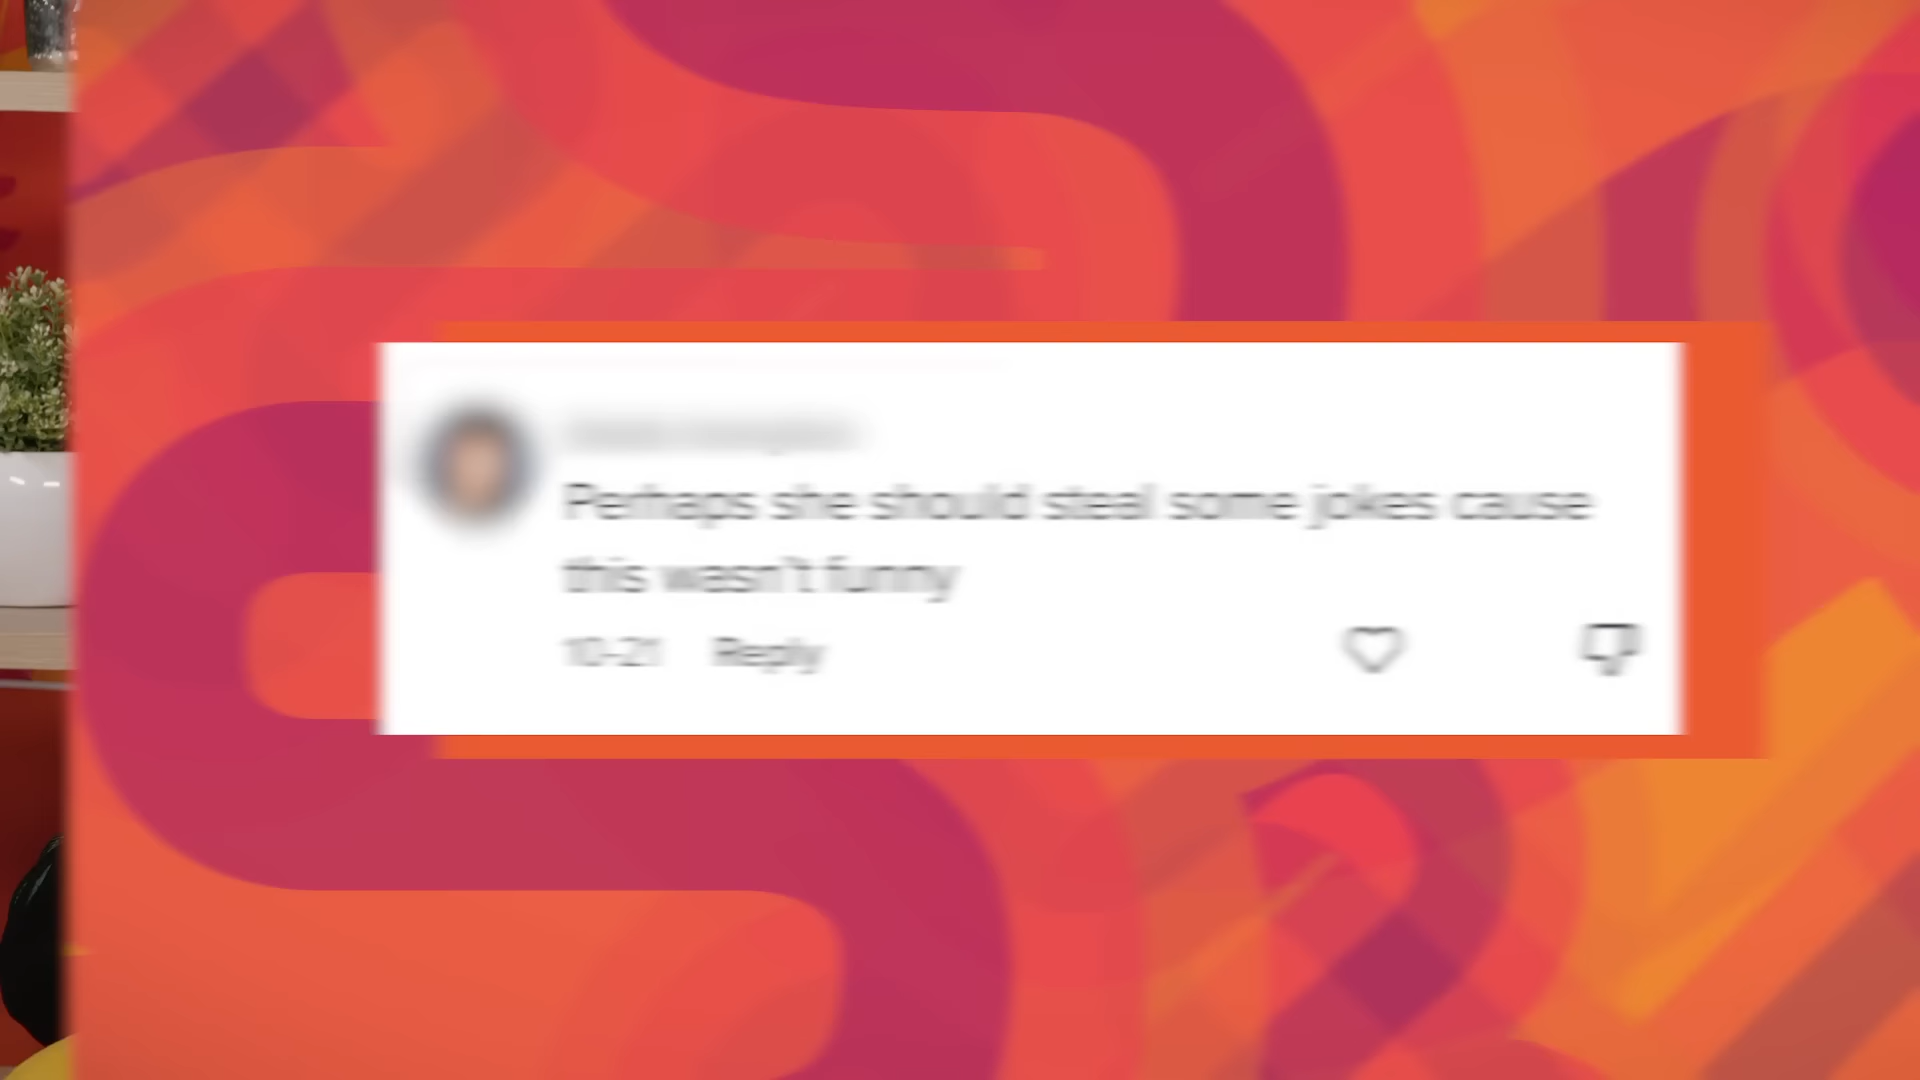 Perhaps she should steal some jokes cause
this wasn't funny
10-21 Reply